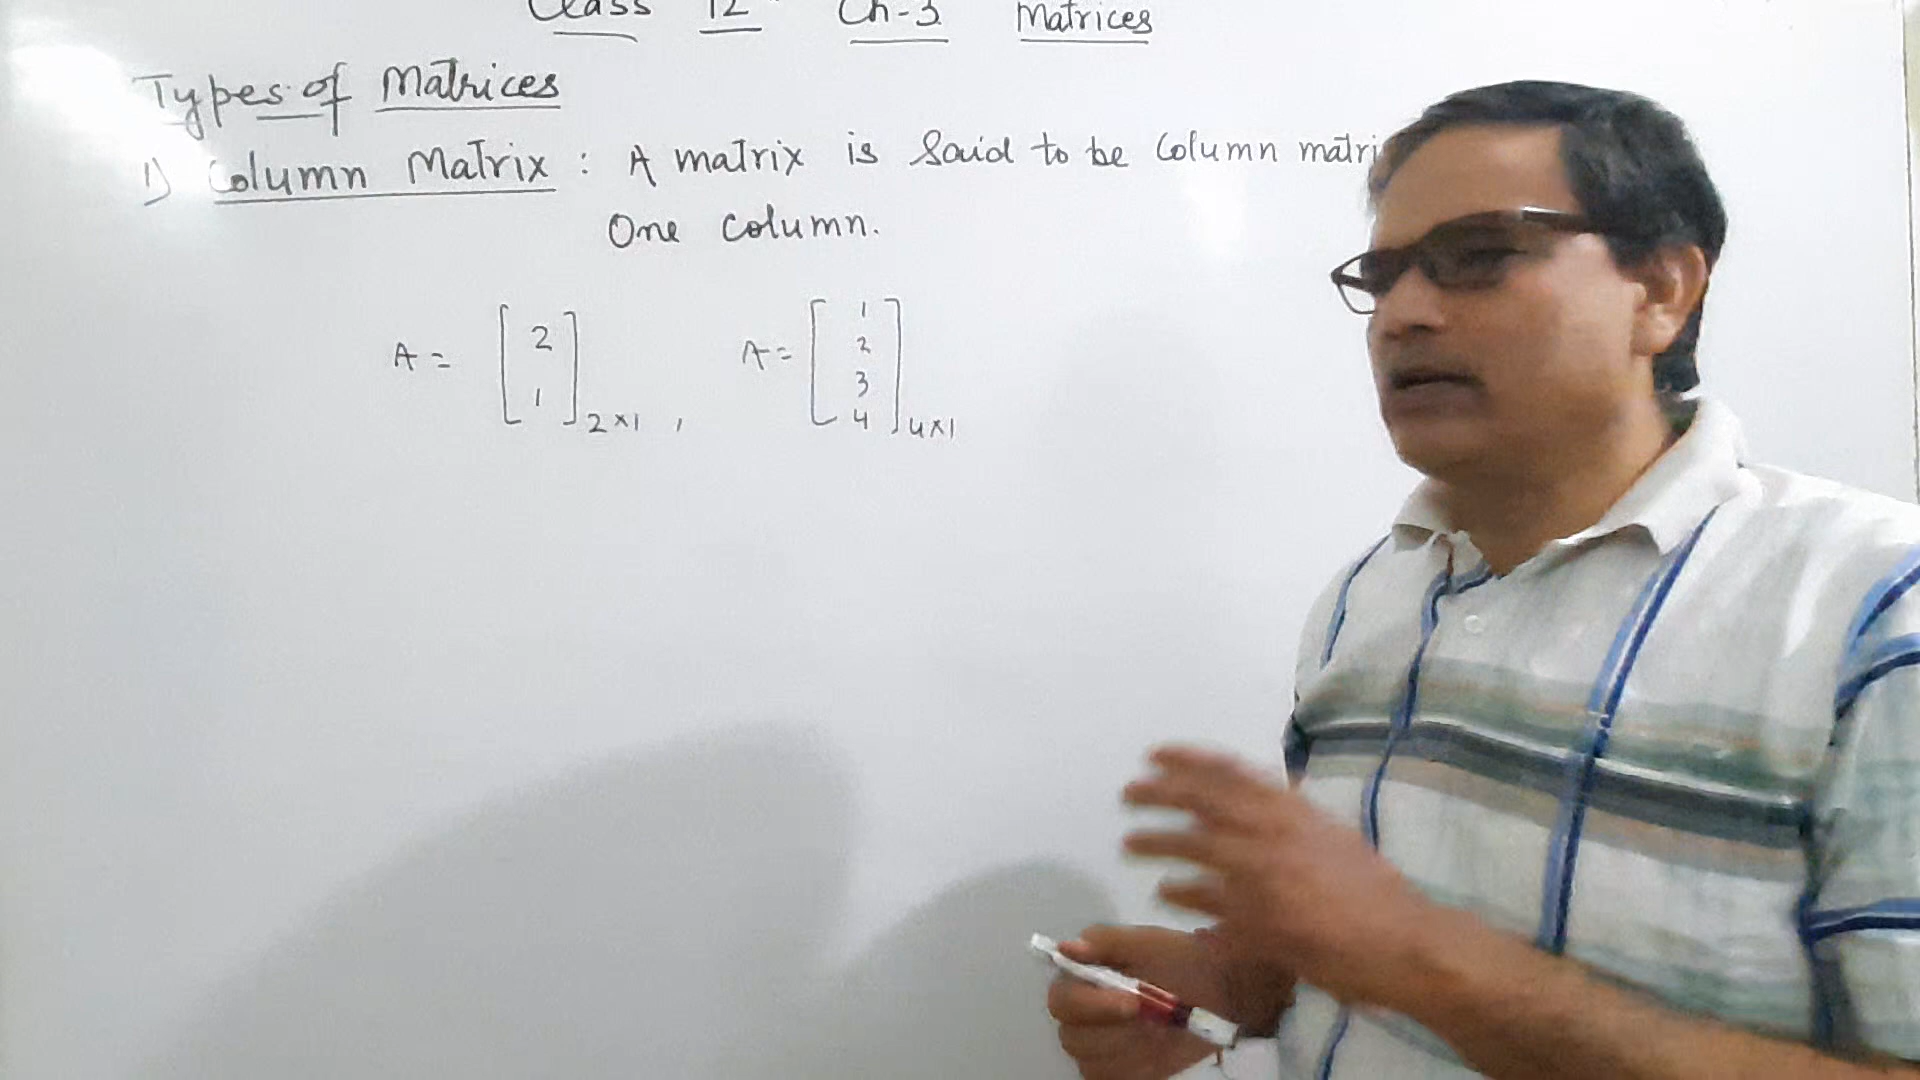 Class 12 Ch-3 Matrices
Types of Matrices
1) Column Matrix : A matrix is said to be Column matri
One column.
A = [ 2 1 ] 2×1 , A = [ 1 2 3 4 ] 4×1